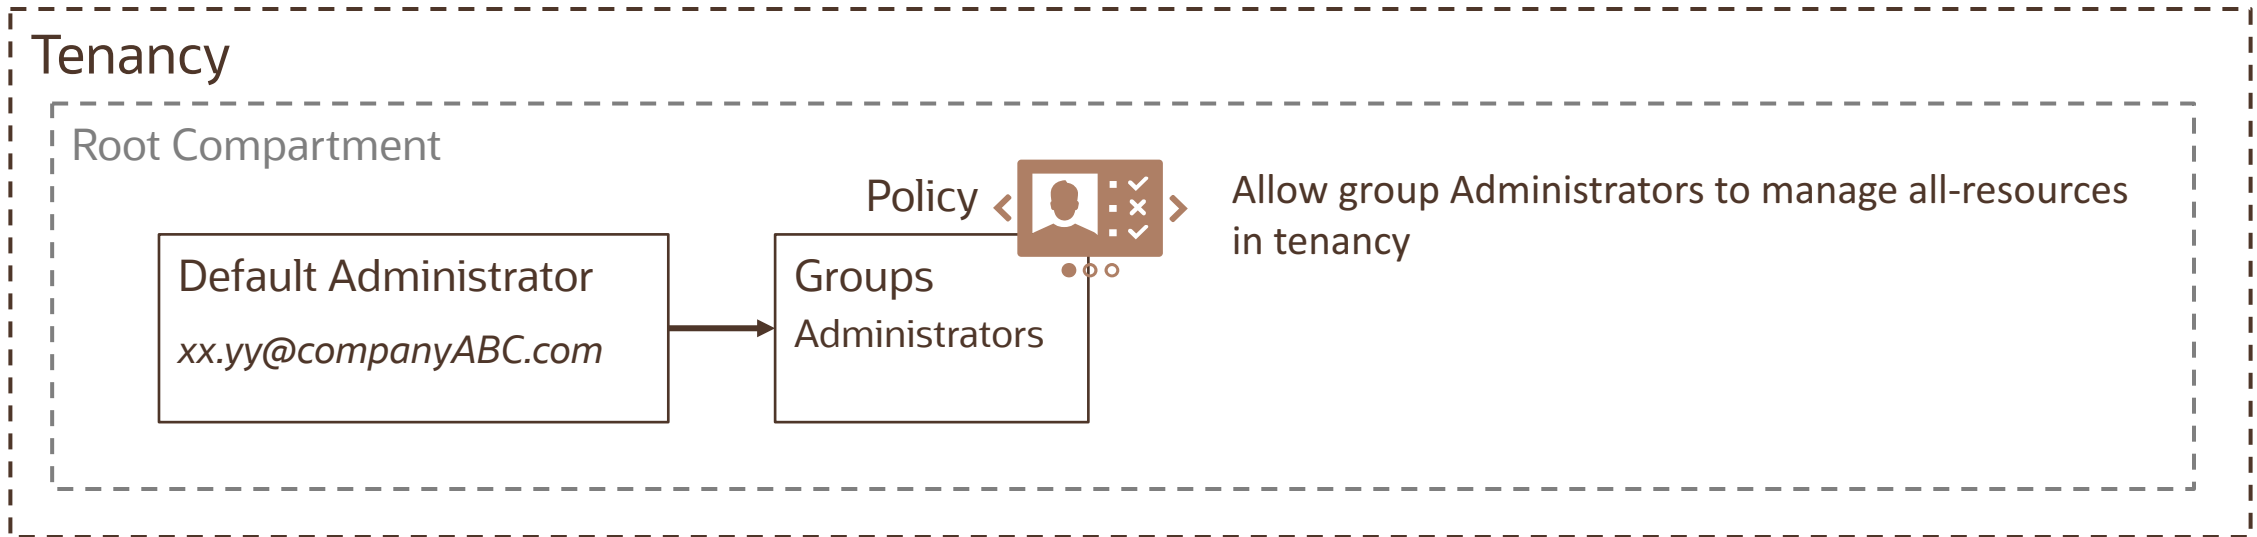 Tenancy
Root Compartment
Policy
Allow group Administrators to manage all-resources
in tenancy
Default Administrator
xx.yy@companyABC.com
Groups
Administrators